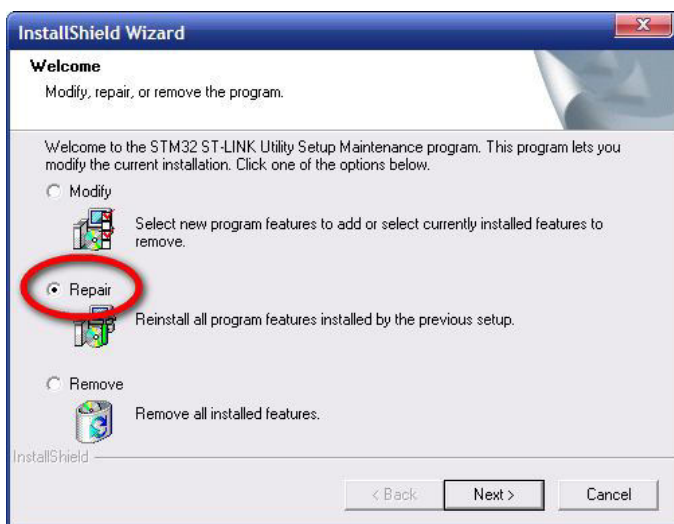 InstallShield Wizard
Welcome
Modify, repair, or remove the program.
Welcome to the STM32 ST-LINK Utility Setup Maintenance program. This program lets you
modify the current installation. Click one of the options below.
Modify
Select new program features to add or select currently installed features to
remove.
Repair
Reinstall all program features installed by the previous setup.
Remove
Remove all installed features.
InstallShield
< Back
Next >
Cancel